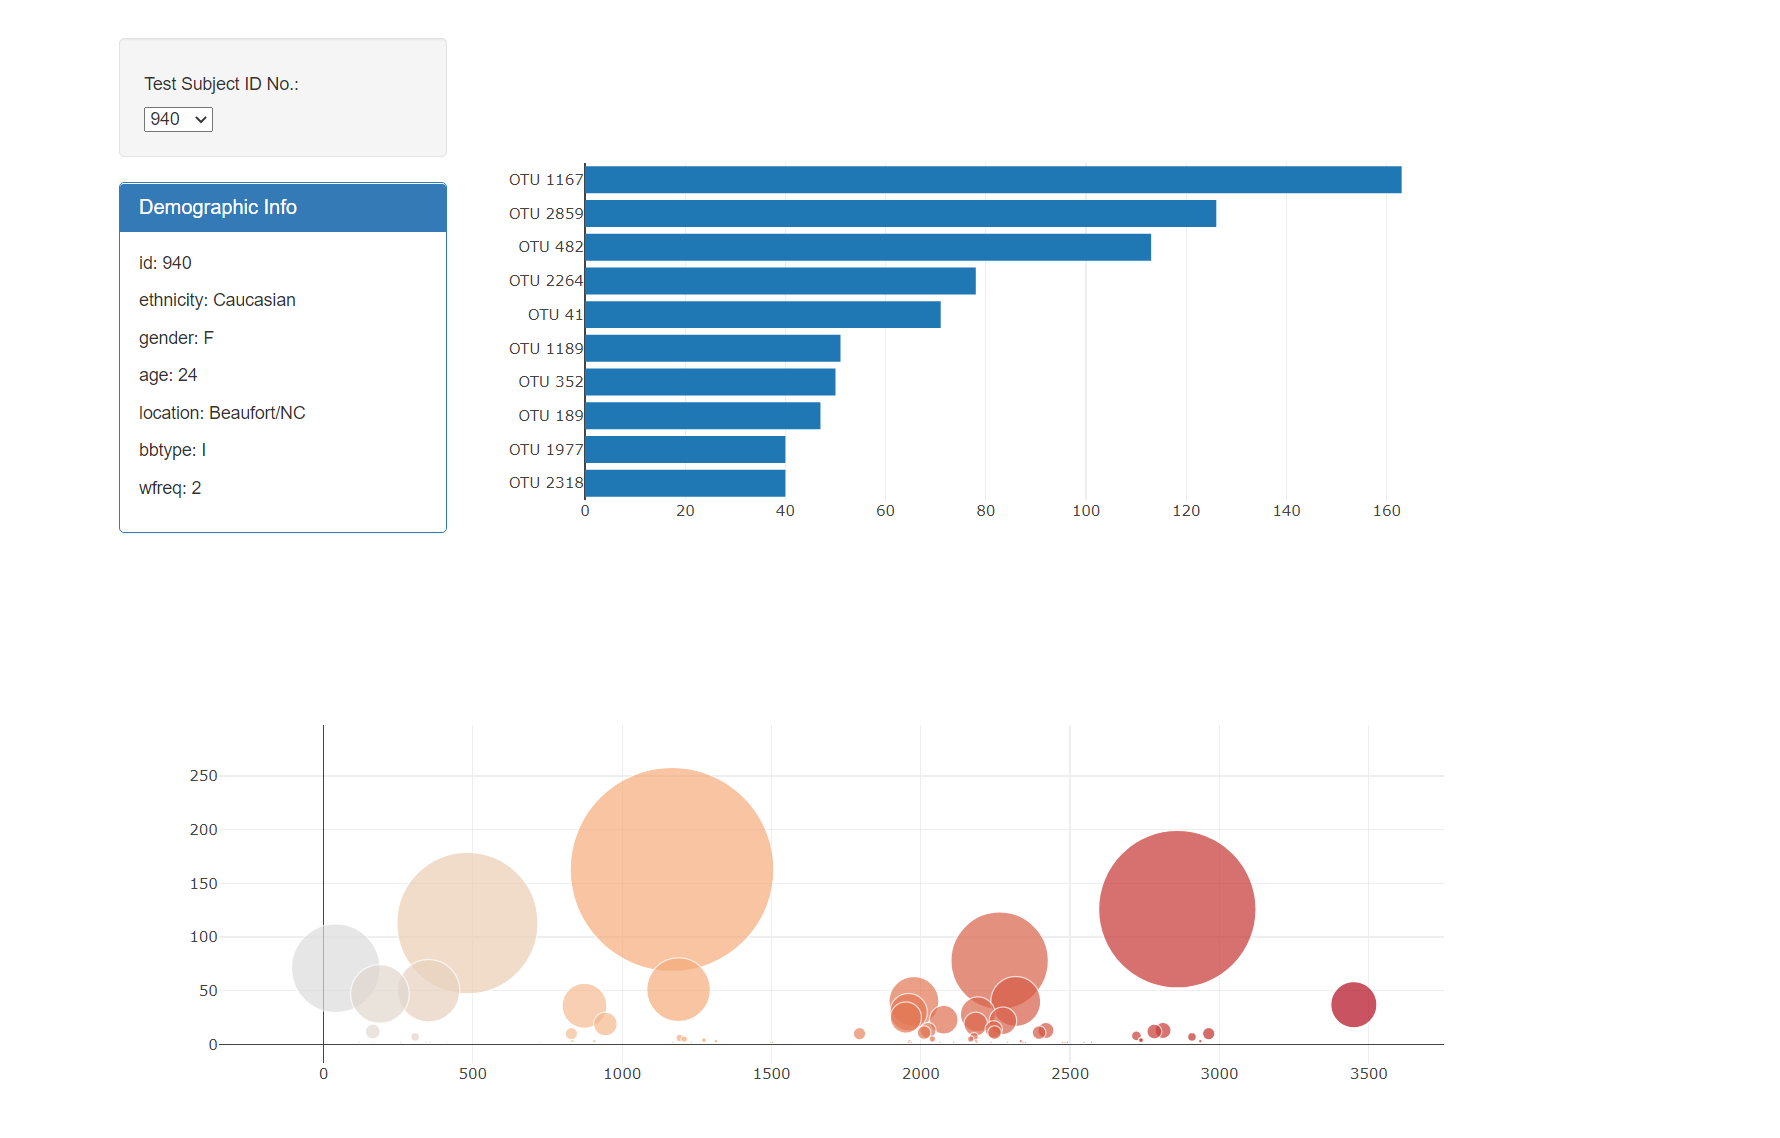 Test Subject ID No.:
940
Demographic Info
id: 940
ethnicity: Caucasian
gender: F
age: 24
location: Beaufort/NC
bbtype: I
wfreq: 2
OTU 1167
OTU 2859
OTU 482
OTU 2264
OTU 41
OTU 1189
OTU 352
OTU 189
OTU 1977
OTU 2318
0 20 40 60 80 100 120 140 160
250
200
150
100
50
0
0 500 1000 1500 2000 2500 3000 3500